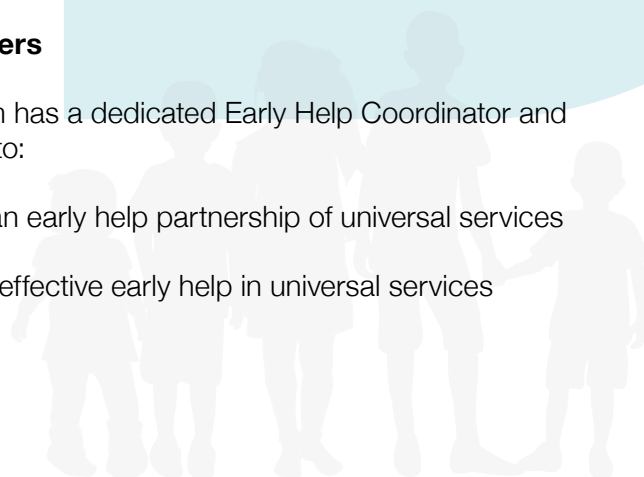 ers
n has a dedicated Early Help Coordinator and
to:
an early help partnership of universal services
effective early help in universal services